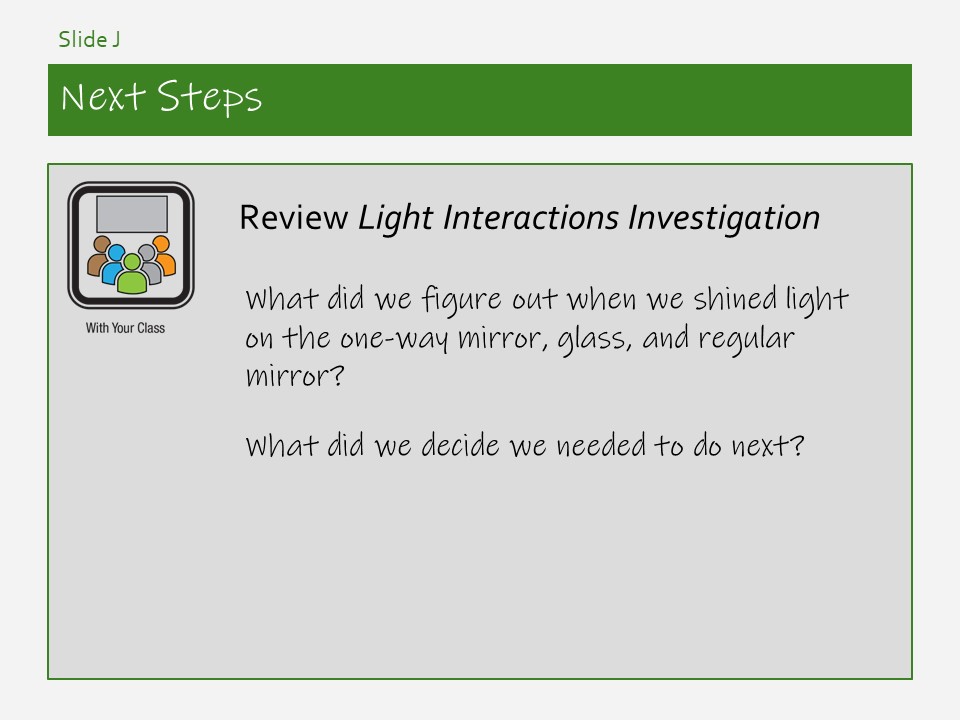 Slide J
Next Steps
With Your Class
Review Light Interactions Investigation
What did we figure out when we shined light
on the one-way mirror, glass, and regular
mirror?
What did we decide we needed to do next?